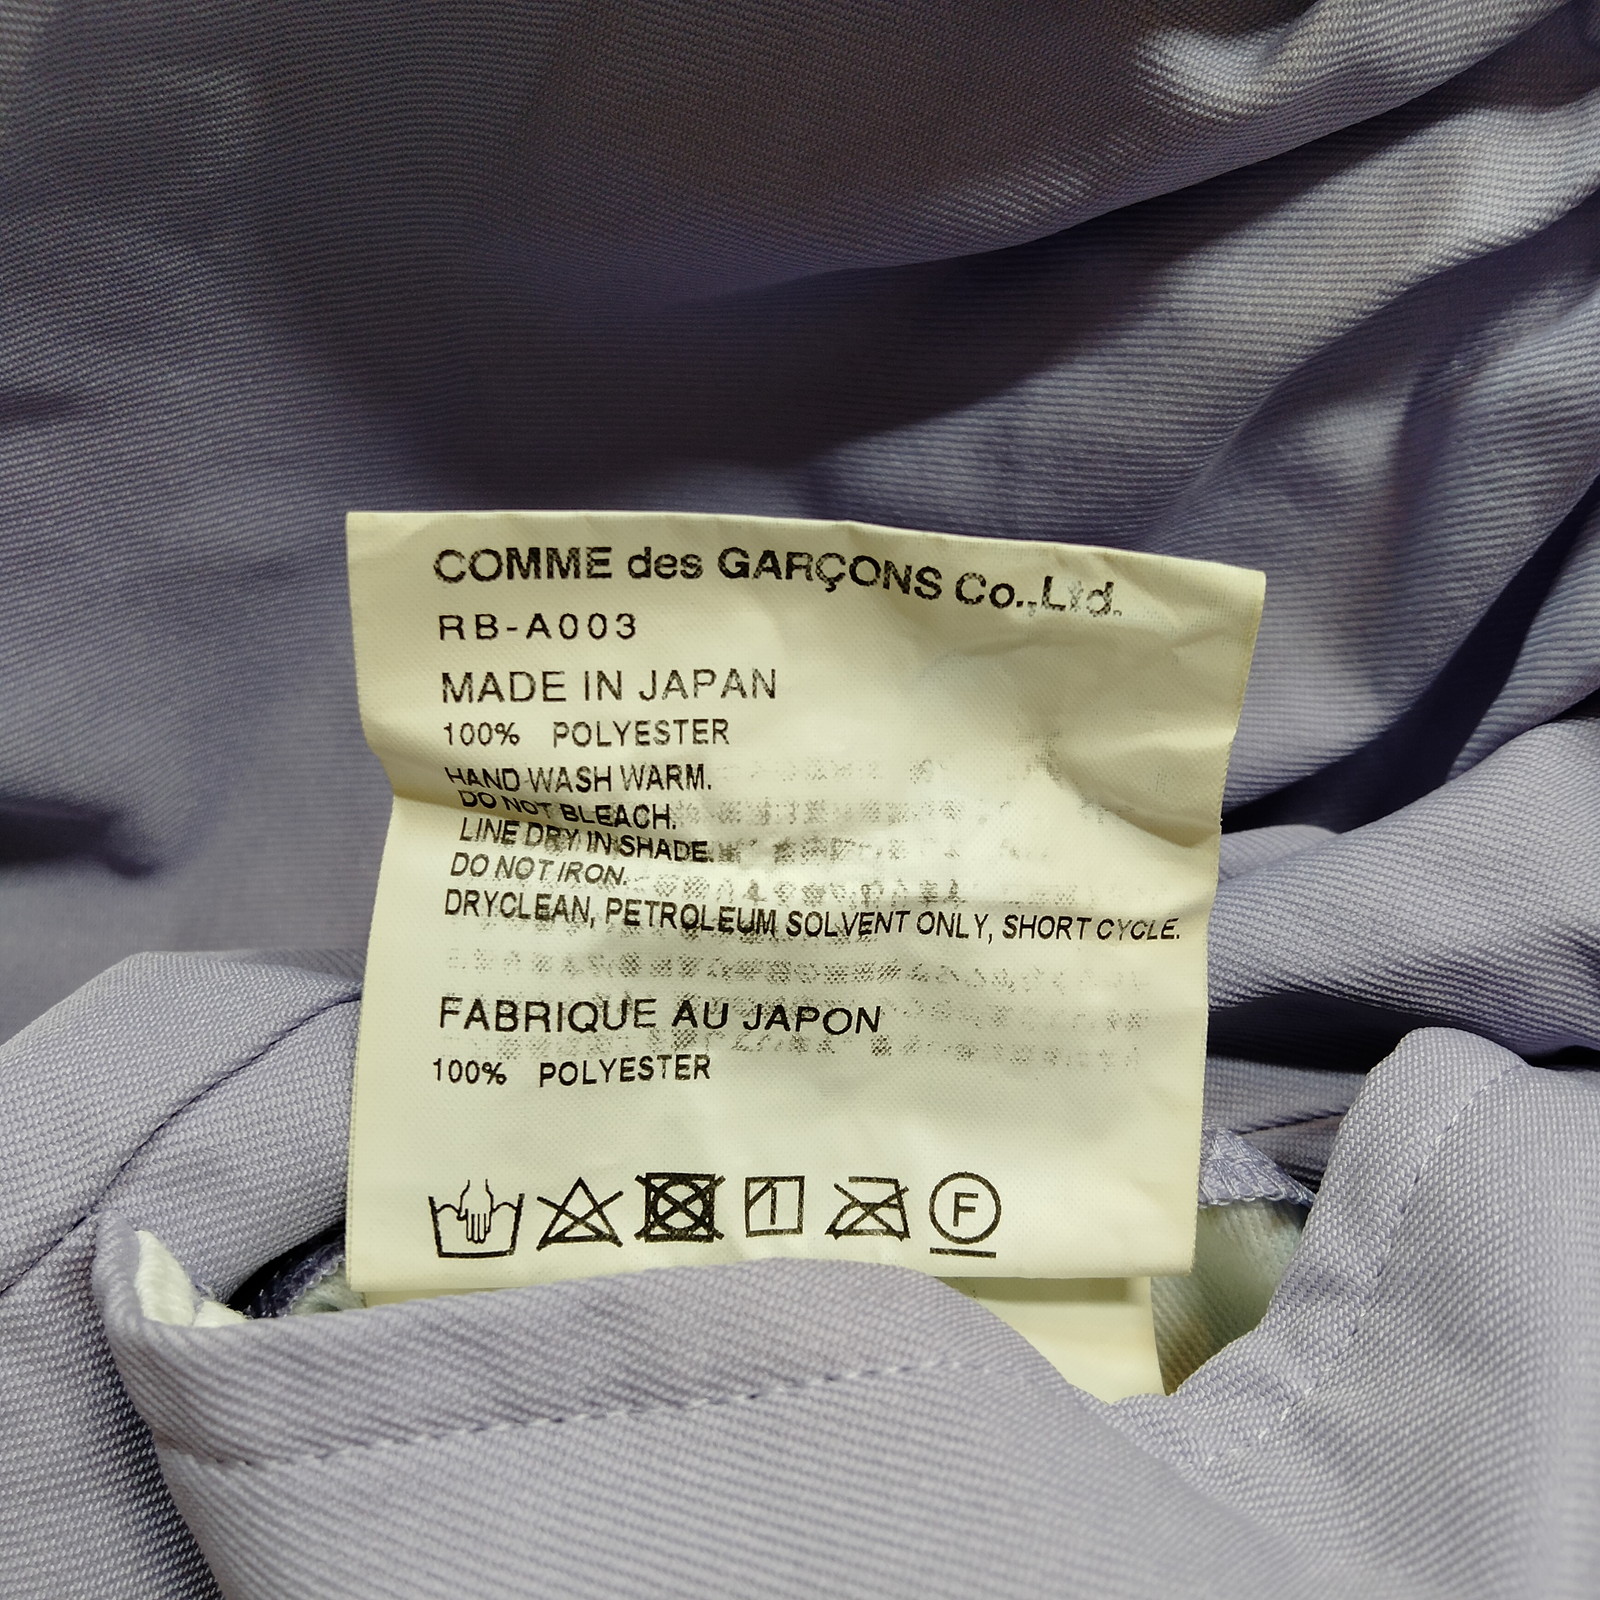 COMME des GARÇONS Co.,Ltd.
RB-A003
MADE IN JAPAN
100% POLYESTER
HAND WASH WARM.
DO NOT BLEACH.
LINE DRY IN SHADE.
DO NOT IRON.
DRYCLEAN, PETROLEUM SOLVENT ONLY, SHORT CYCLE.
FABRIQUE AU JAPON
100% POLYESTER
F